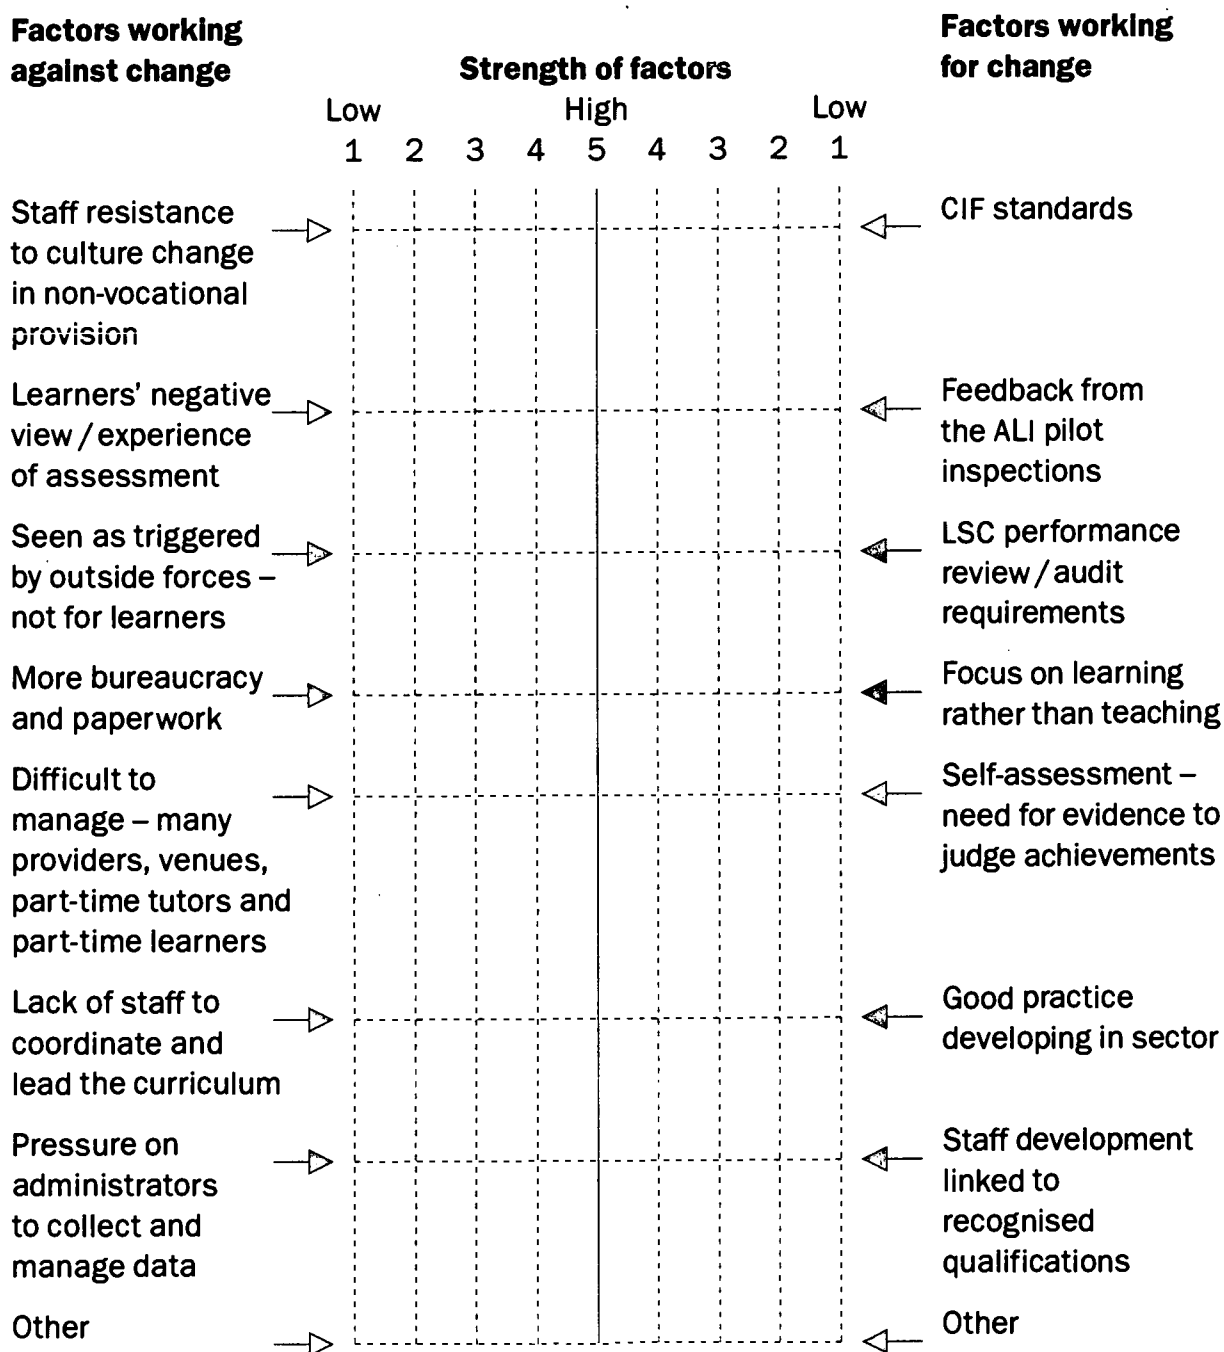 Factors working
against change
Strength of factors
Factors working
for change
Low High Low
1 2 3 4 5 4 3 2 1
Staff resistance
to culture change
in non-vocational
provision
CIF standards
Learners’ negative
view / experience
of assessment
Feedback from
the ALI pilot
inspections
Seen as triggered
by outside forces –
not for learners
LSC performance
review / audit
requirements
More bureaucracy
and paperwork
Focus on learning
rather than teaching
Difficult to
manage – many
providers, venues,
part-time tutors and
part-time learners
Self-assessment –
need for evidence to
judge achievements
Lack of staff to
coordinate and
lead the curriculum
Good practice
developing in sector
Pressure on
administrators
to collect and
manage data
Staff development
linked to
recognised
qualifications
Other
Other